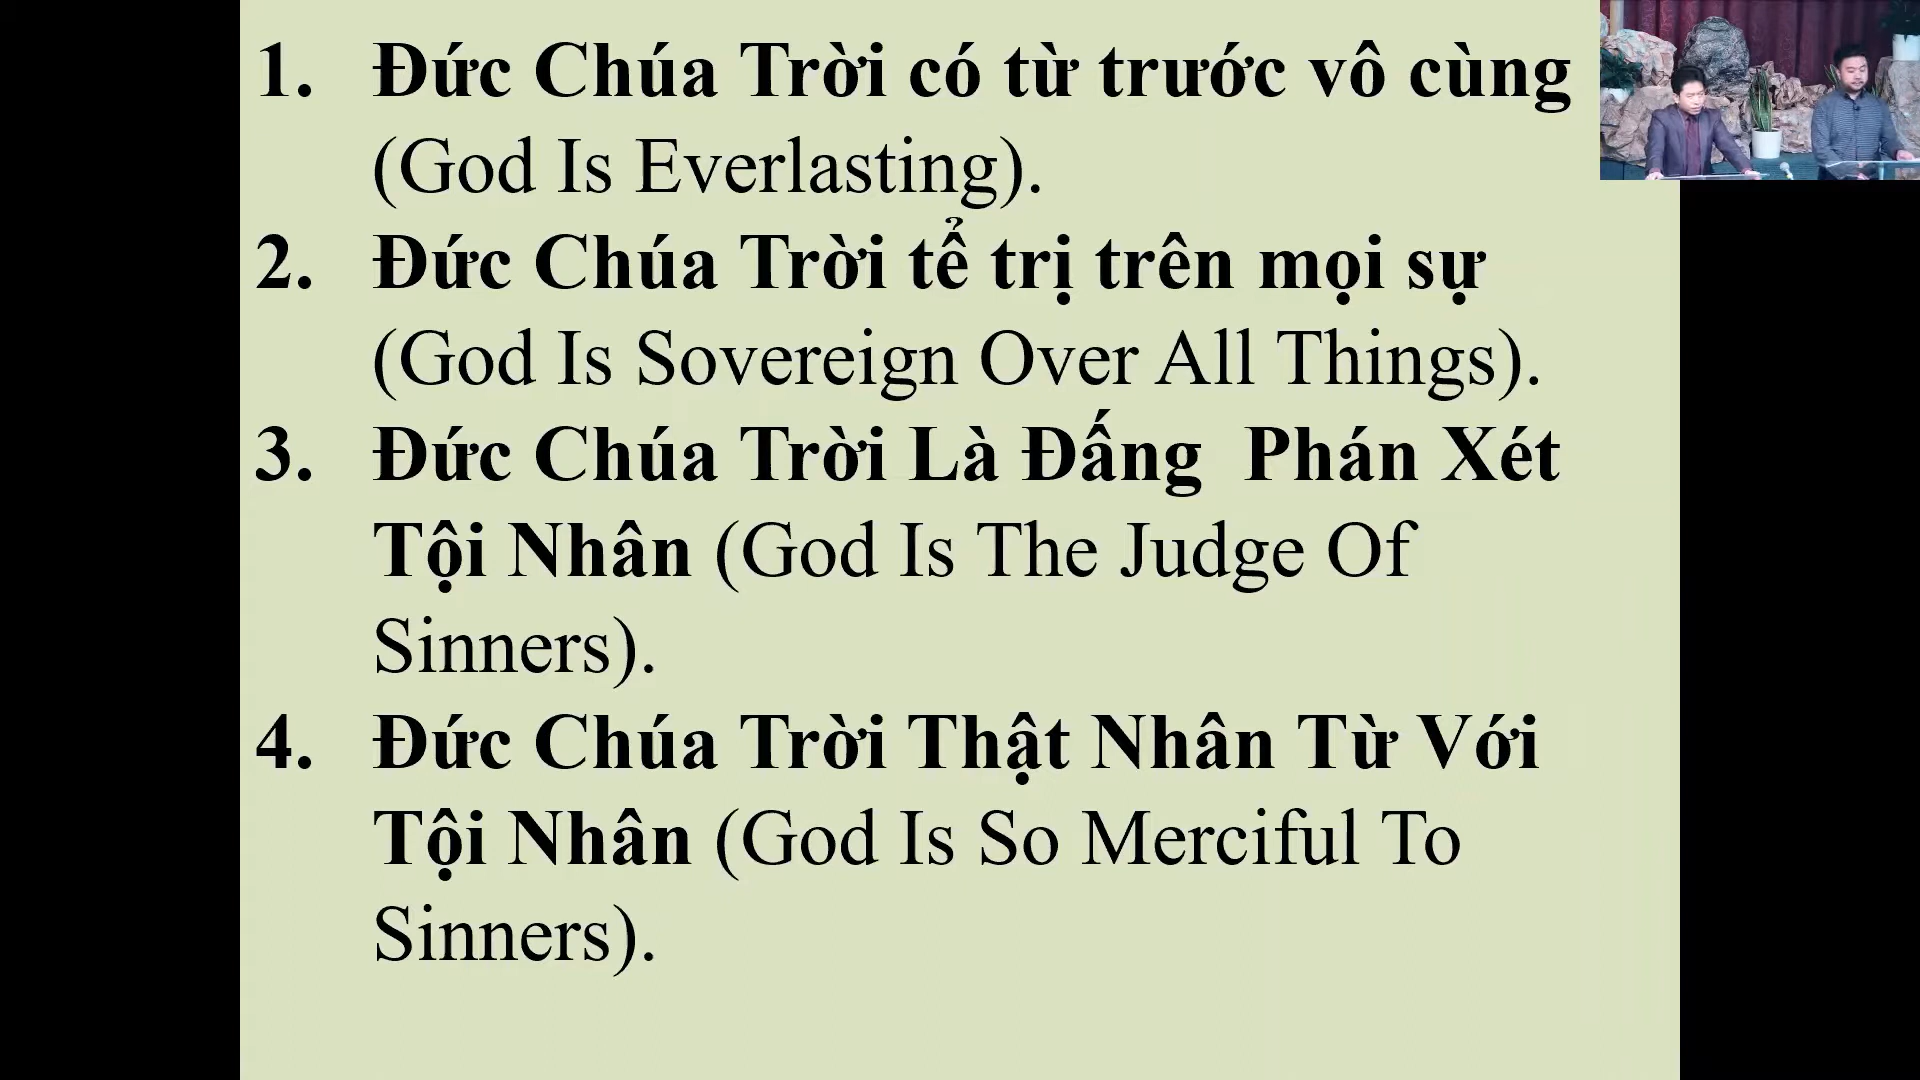 1. Đức Chúa Trời có từ trước vô cùng
(God Is Everlasting).
2. Đức Chúa Trời tể trị trên mọi sự
(God Is Sovereign Over All Things).
3. Đức Chúa Trời Là Đấng  Phán Xét
Tội Nhân (God Is The Judge Of
Sinners).
4. Đức Chúa Trời Thật Nhân Từ Với
Tội Nhân (God Is So Merciful To
Sinners).